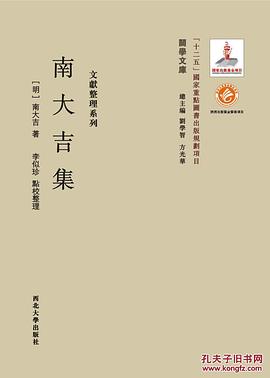 「十二五」國家重點圖書出版規劃項目
關學文庫
總主編 劉學智 方光華
文獻整理系列
南大吉集
［明］南大吉 著
李似珍 點校整理
西北大學出版社
孔夫子旧书网
www.kongfz.com